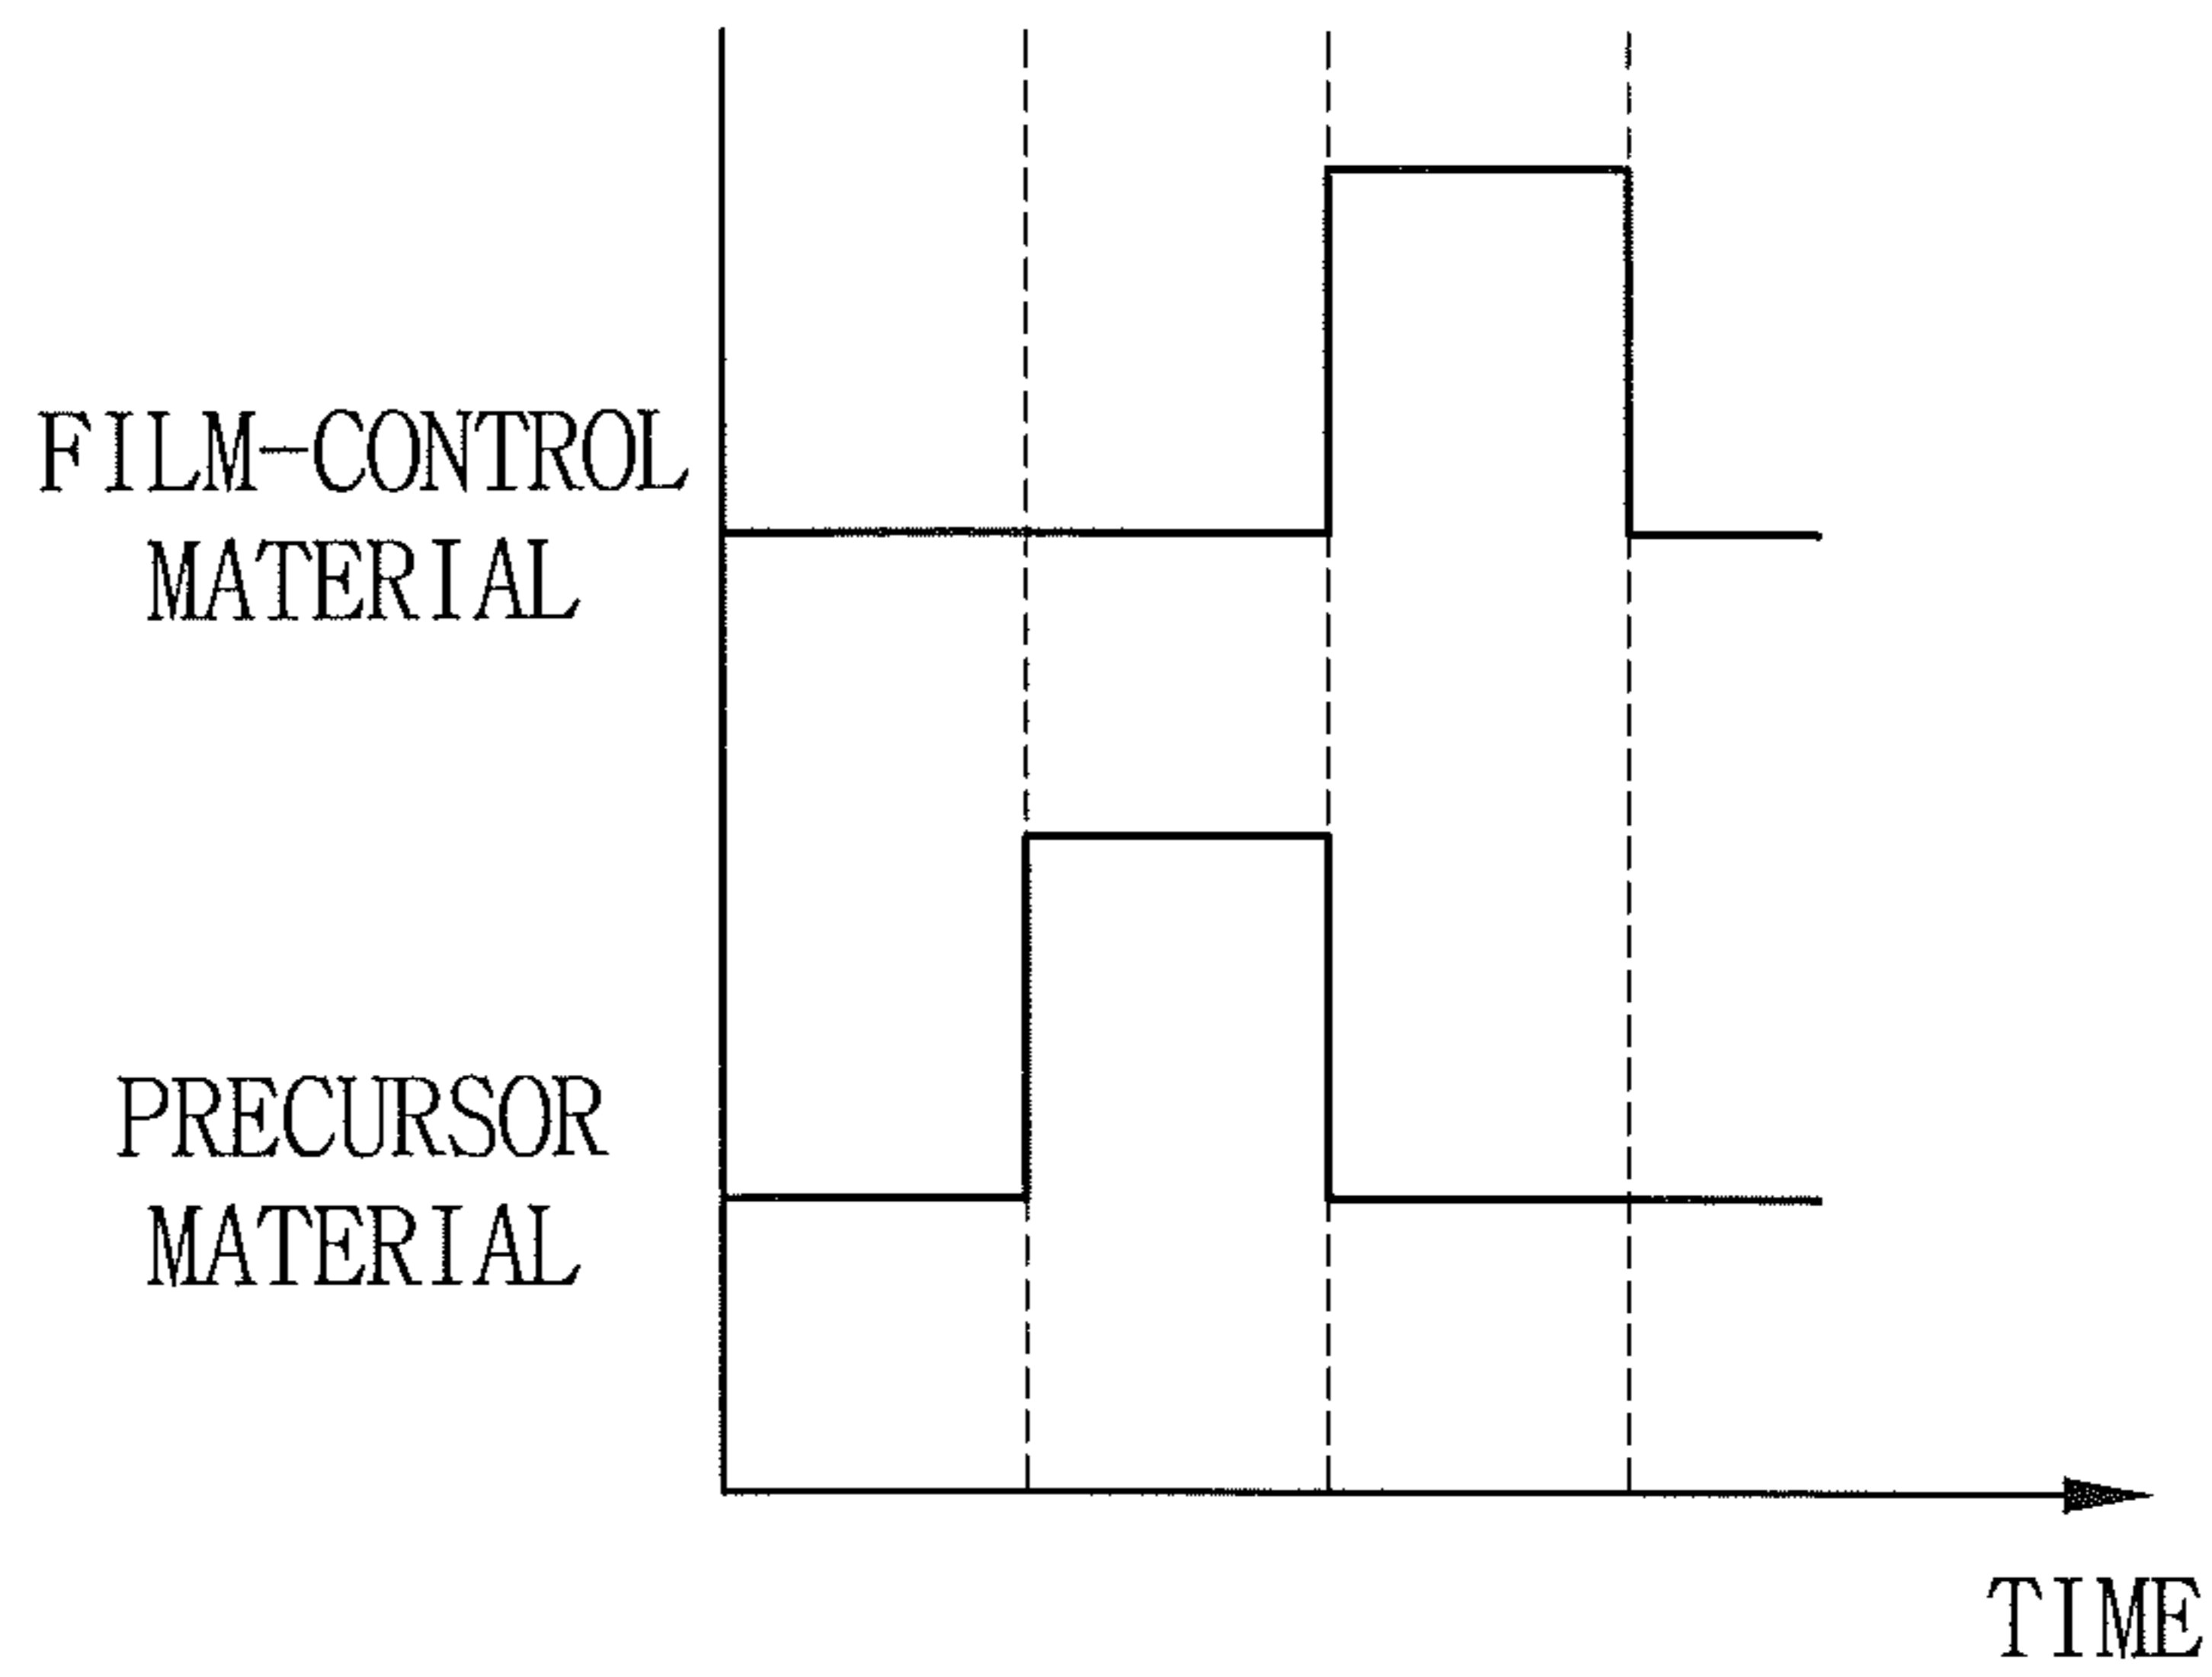 FILM-CONTROL
MATERIAL
PRECURSOR
MATERIAL
TIME